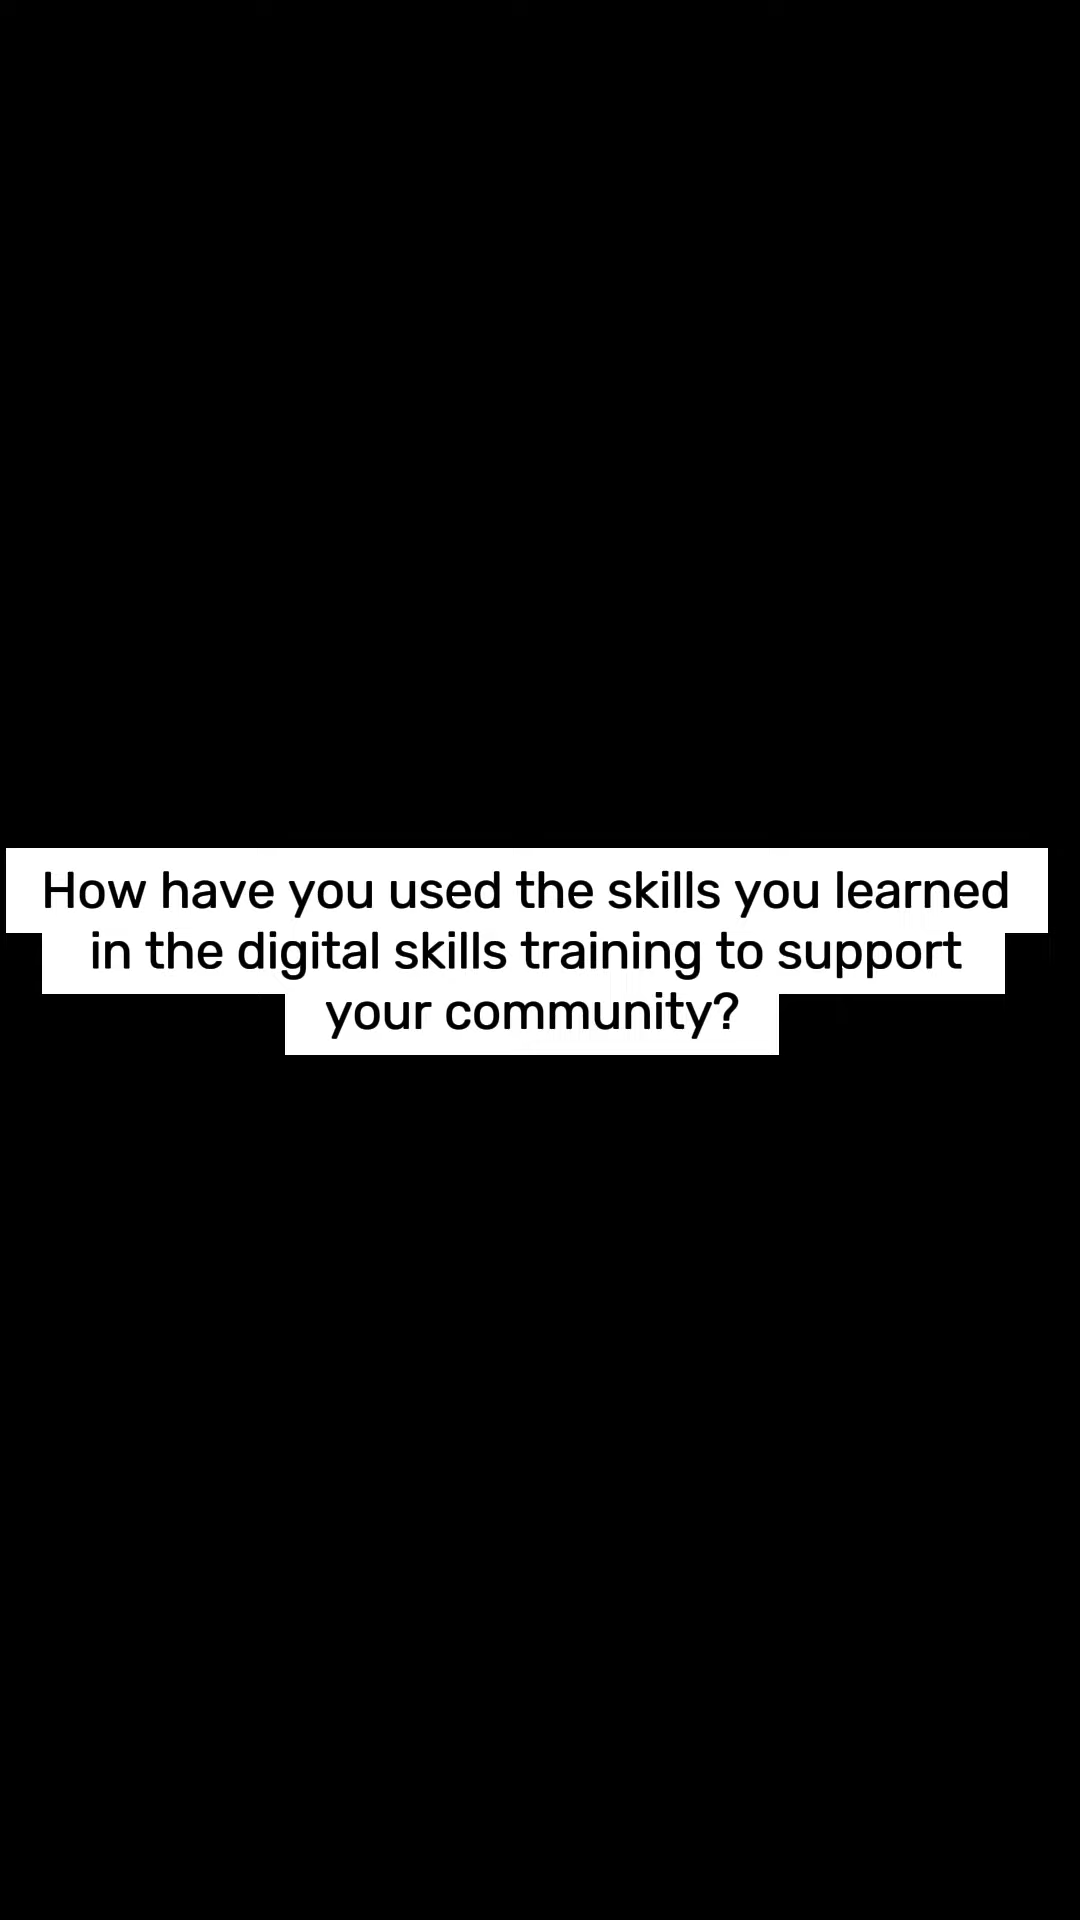 How have you used the skills you learned
in the digital skills training to support
your community?